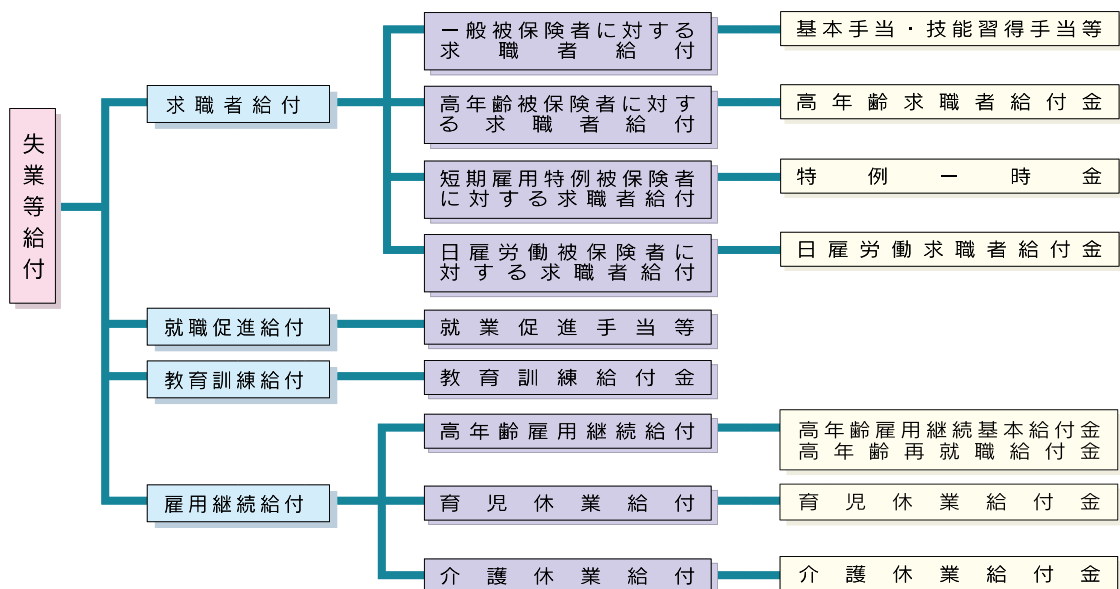 失業等給付
求職者給付
一般被保険者に対する
求職者給付
基本手当・技能習得手当等
高年齢被保険者に対す
る求職者給付
高年齢求職者給付金
短期雇用特例被保険者
に対する求職者給付
特例一時金
日雇労働被保険者に
対する求職者給付
日雇労働求職者給付金
就職促進給付
就業促進手当等
教育訓練給付
教育訓練給付金
雇用継続給付
高年齢雇用継続給付
高年齢雇用継続基本給付金
高年齢再就職給付金
育児休業給付
育児休業給付金
介護休業給付
介護休業給付金